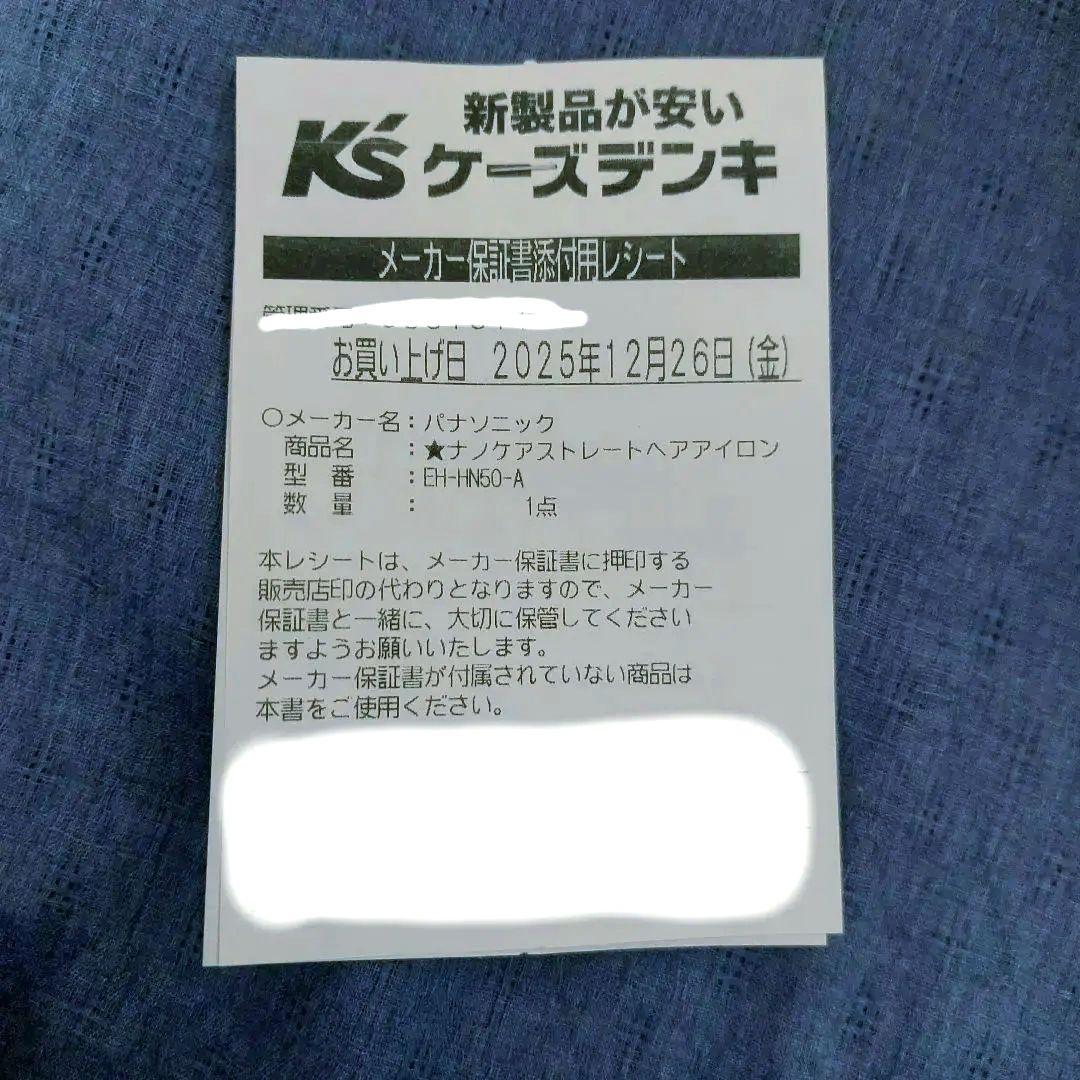 新製品が安い
K'S ケーズデンキ
メーカー保証書添付用レシート
お買い上げ日 2025年12月26日(金)
○メーカー名:パナソニック
商品名 :★ナノケアストレートヘアアイロン
型 番 :EH-HN50-A
数 量 : 1点
本レシートは、メーカー保証書に押印する
販売店印の代わりとなりますので、メーカー
保証書と一緒に、大切に保管してください
ますようお願いいたします。
メーカー保証書が付属されていない商品は
本書をご使用ください。